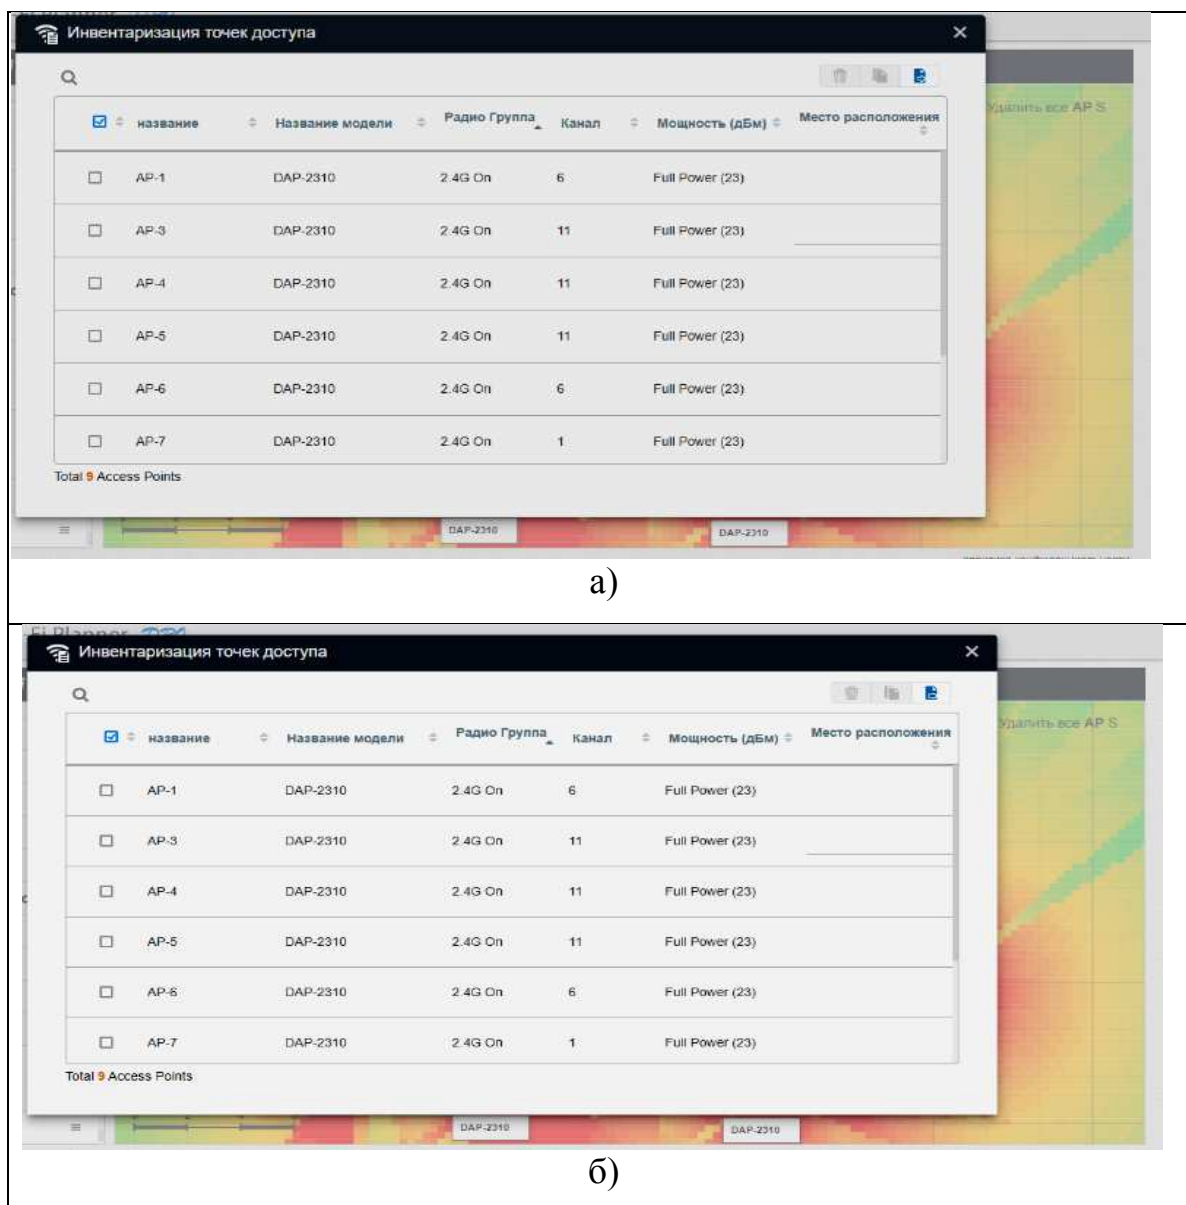 Инвентаризация точек доступа
Удалить все AP S
название Название модели Радио Группа Канал Мощность (дБм) Место расположения
AP-1 DAP-2310 2.4G On 6 Full Power (23)
AP-3 DAP-2310 2.4G On 11 Full Power (23)
AP-4 DAP-2310 2.4G On 11 Full Power (23)
AP-5 DAP-2310 2.4G On 11 Full Power (23)
AP-6 DAP-2310 2.4G On 6 Full Power (23)
AP-7 DAP-2310 2.4G On 1 Full Power (23)
Total 9 Access Points
DAP-2310 DAP-2310
а)
Fi Planner
Инвентаризация точек доступа
Удалить все AP S
название Название модели Радио Группа Канал Мощность (дБм) Место расположения
AP-1 DAP-2310 2.4G On 6 Full Power (23)
AP-3 DAP-2310 2.4G On 11 Full Power (23)
AP-4 DAP-2310 2.4G On 11 Full Power (23)
AP-5 DAP-2310 2.4G On 11 Full Power (23)
AP-6 DAP-2310 2.4G On 6 Full Power (23)
AP-7 DAP-2310 2.4G On 1 Full Power (23)
Total 9 Access Points
DAP-2310 DAP-2310
б)